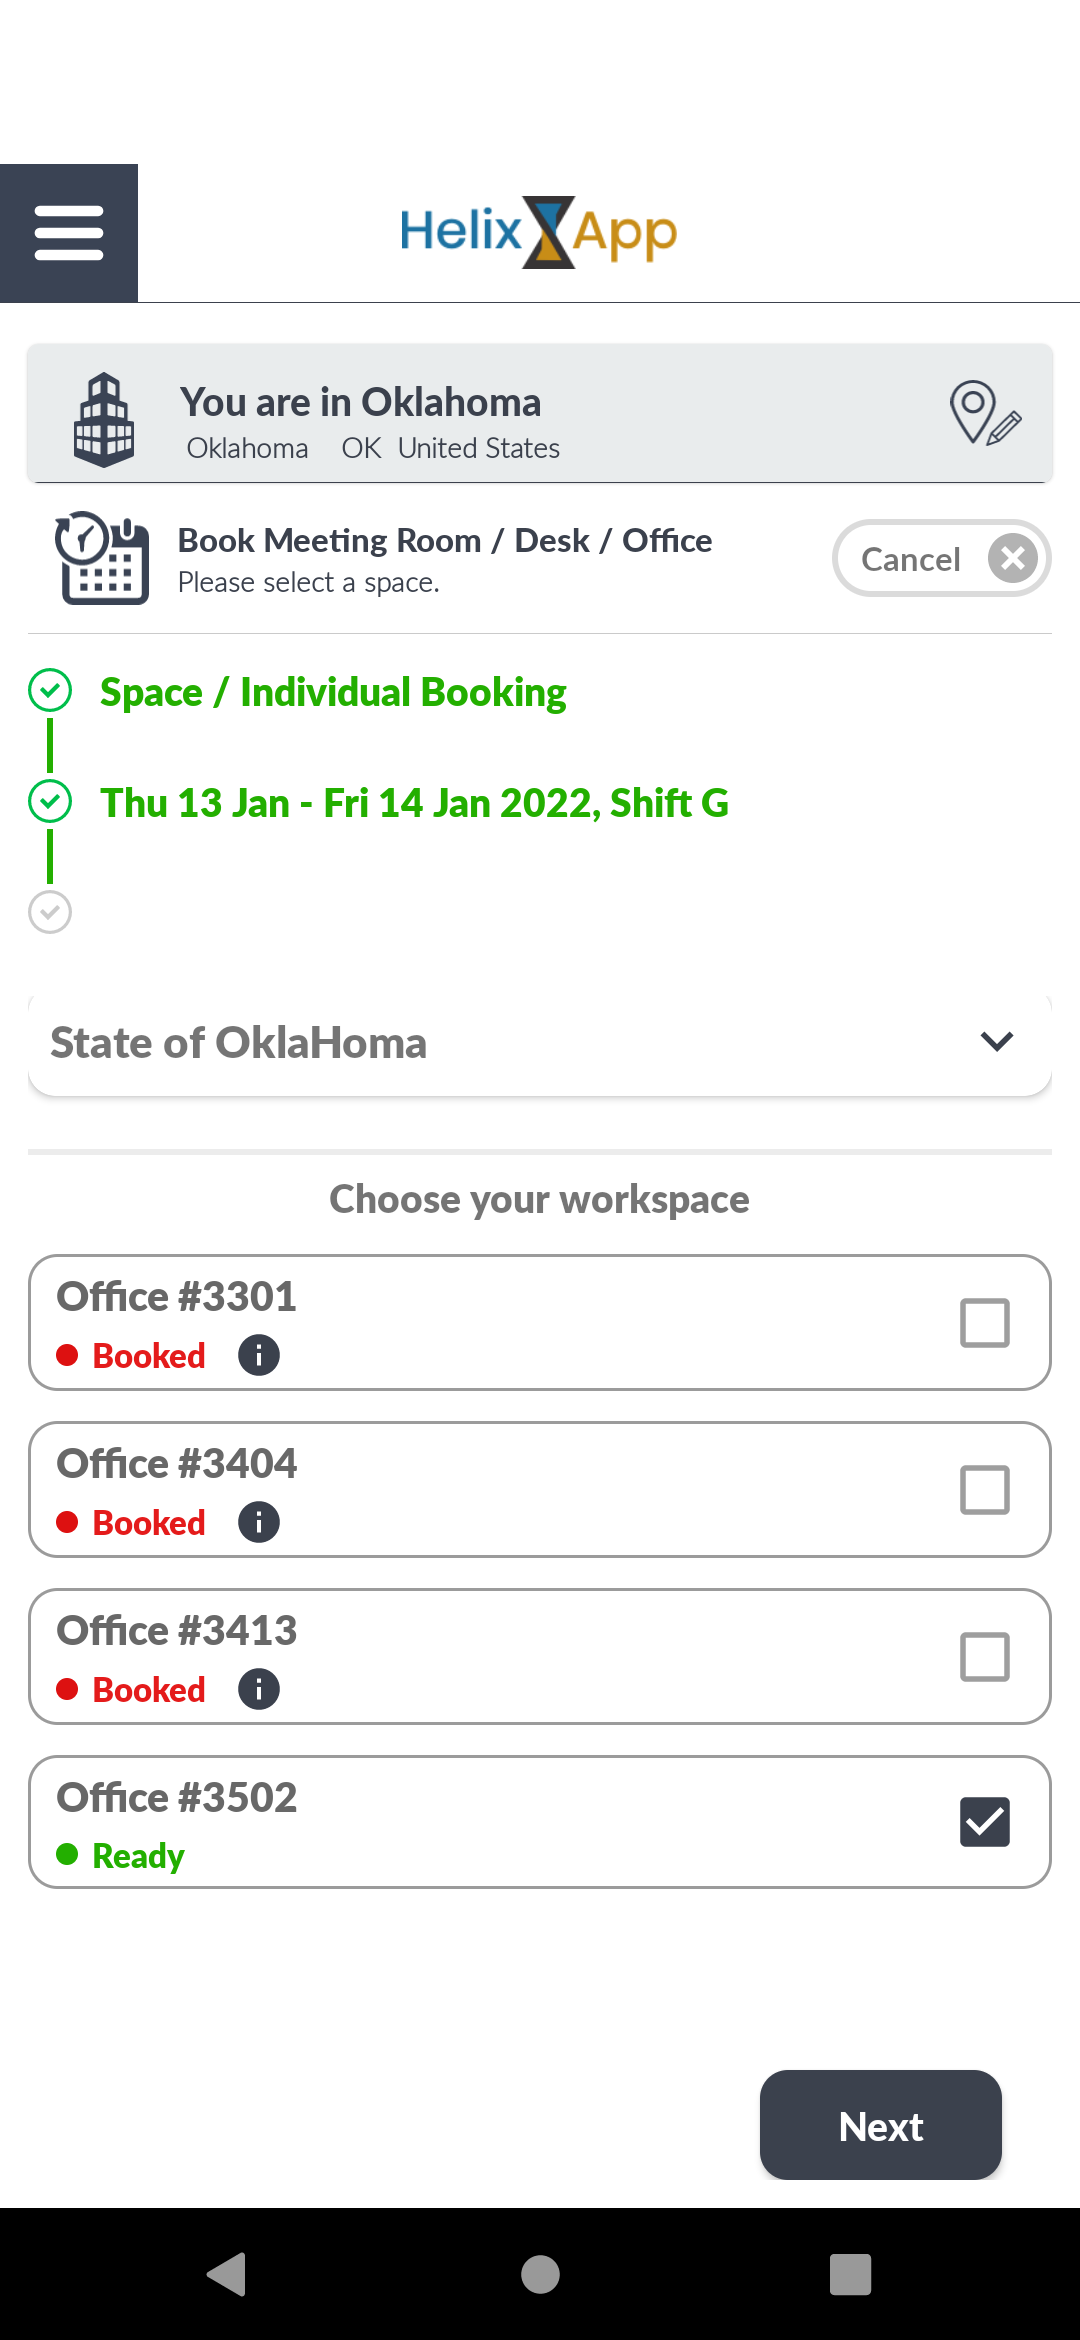 Helix App
You are in Oklahoma
Oklahoma OK United States
Book Meeting Room / Desk / Office
Please select a space.
Cancel
Space / Individual Booking
Thu 13 Jan - Fri 14 Jan 2022, Shift G
State of OklaHoma
Choose your workspace
Office #3301
Booked
Office #3404
Booked
Office #3413
Booked
Office #3502
Ready
Next